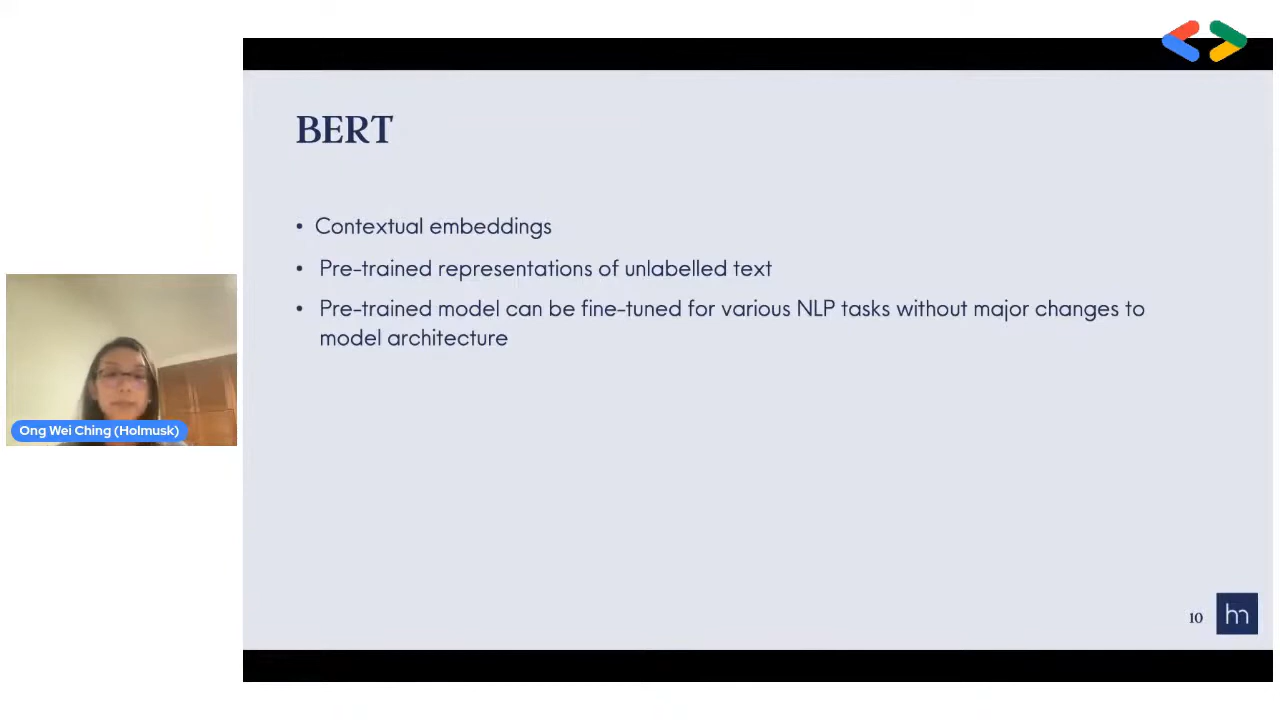 BERT
• Contextual embeddings
• Pre-trained representations of unlabelled text
• Pre-trained model can be fine-tuned for various NLP tasks without major changes to
model architecture
Ong Wei Ching (Holmusk)
10
hm